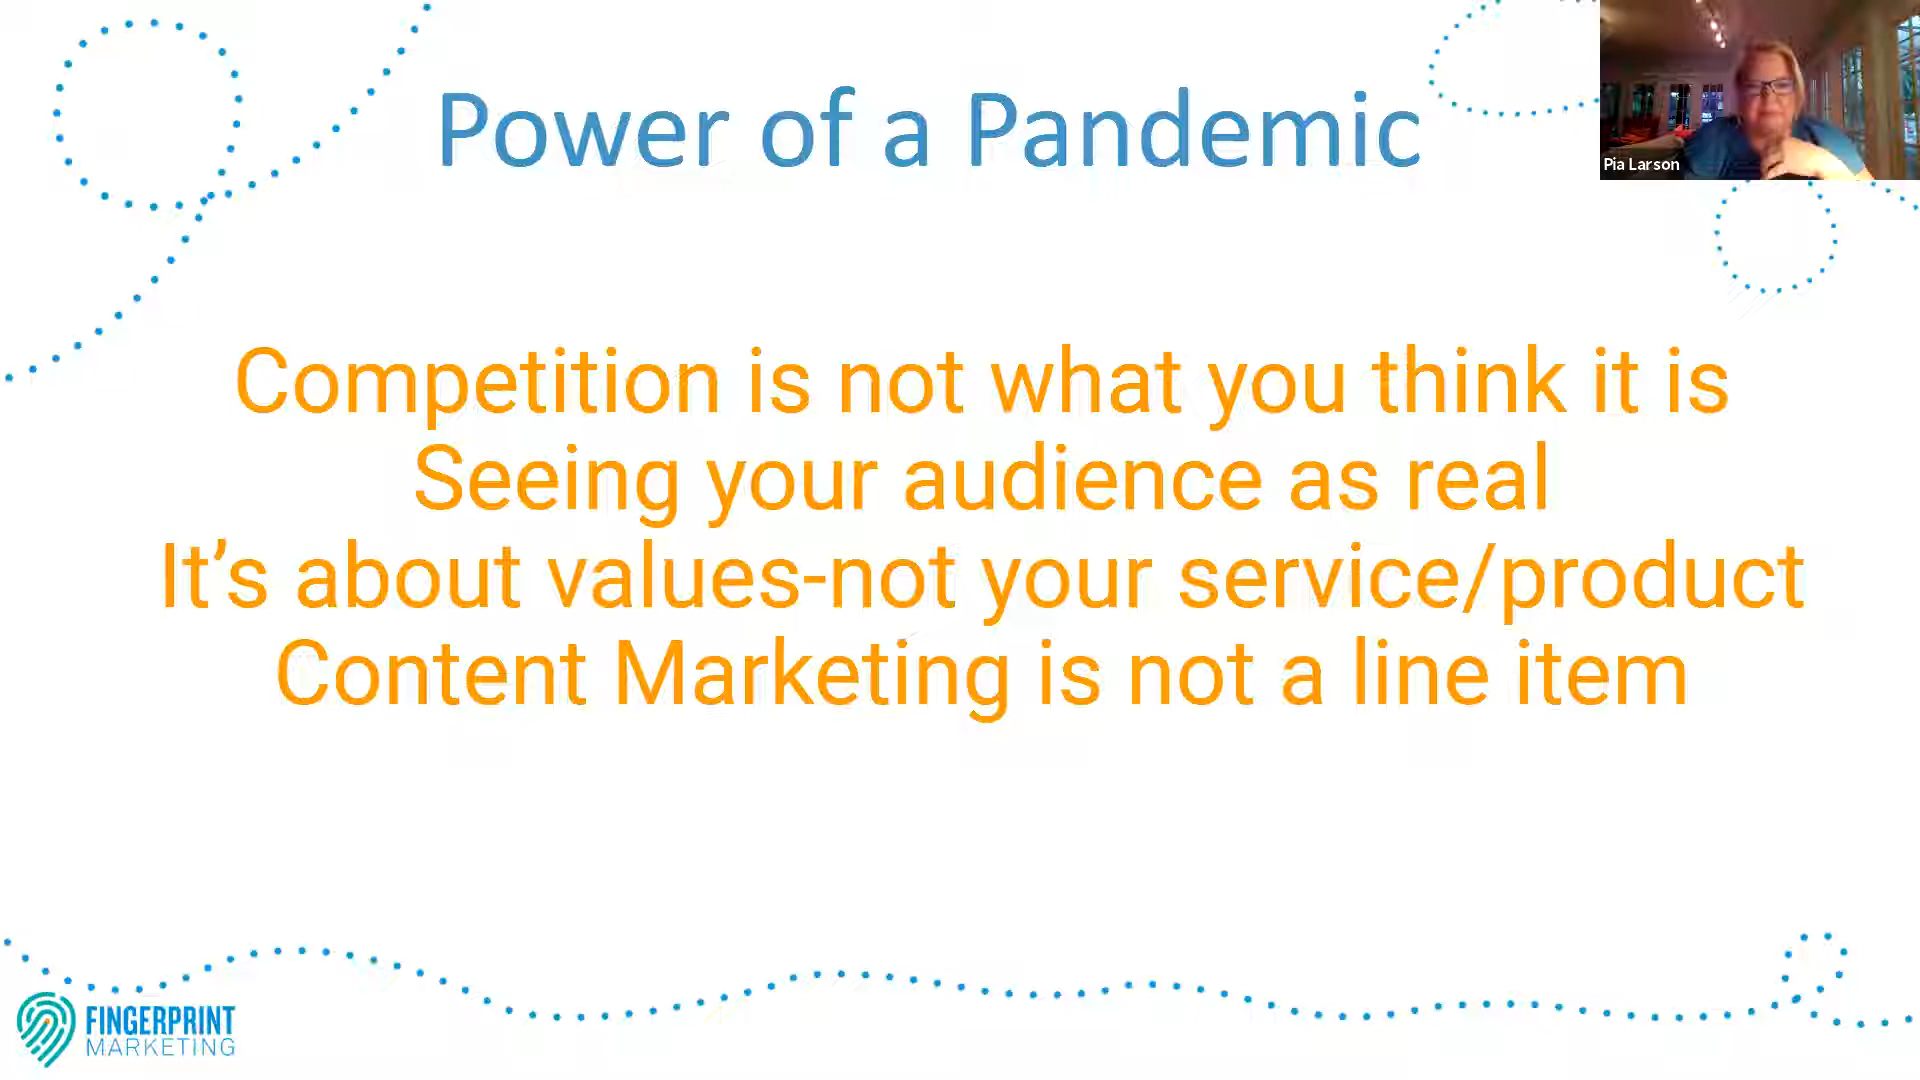 Power of a Pandemic
Pia Larson
Competition is not what you think it is
Seeing your audience as real
It’s about values-not your service/product
Content Marketing is not a line item
FINGERPRINT
MARKETING